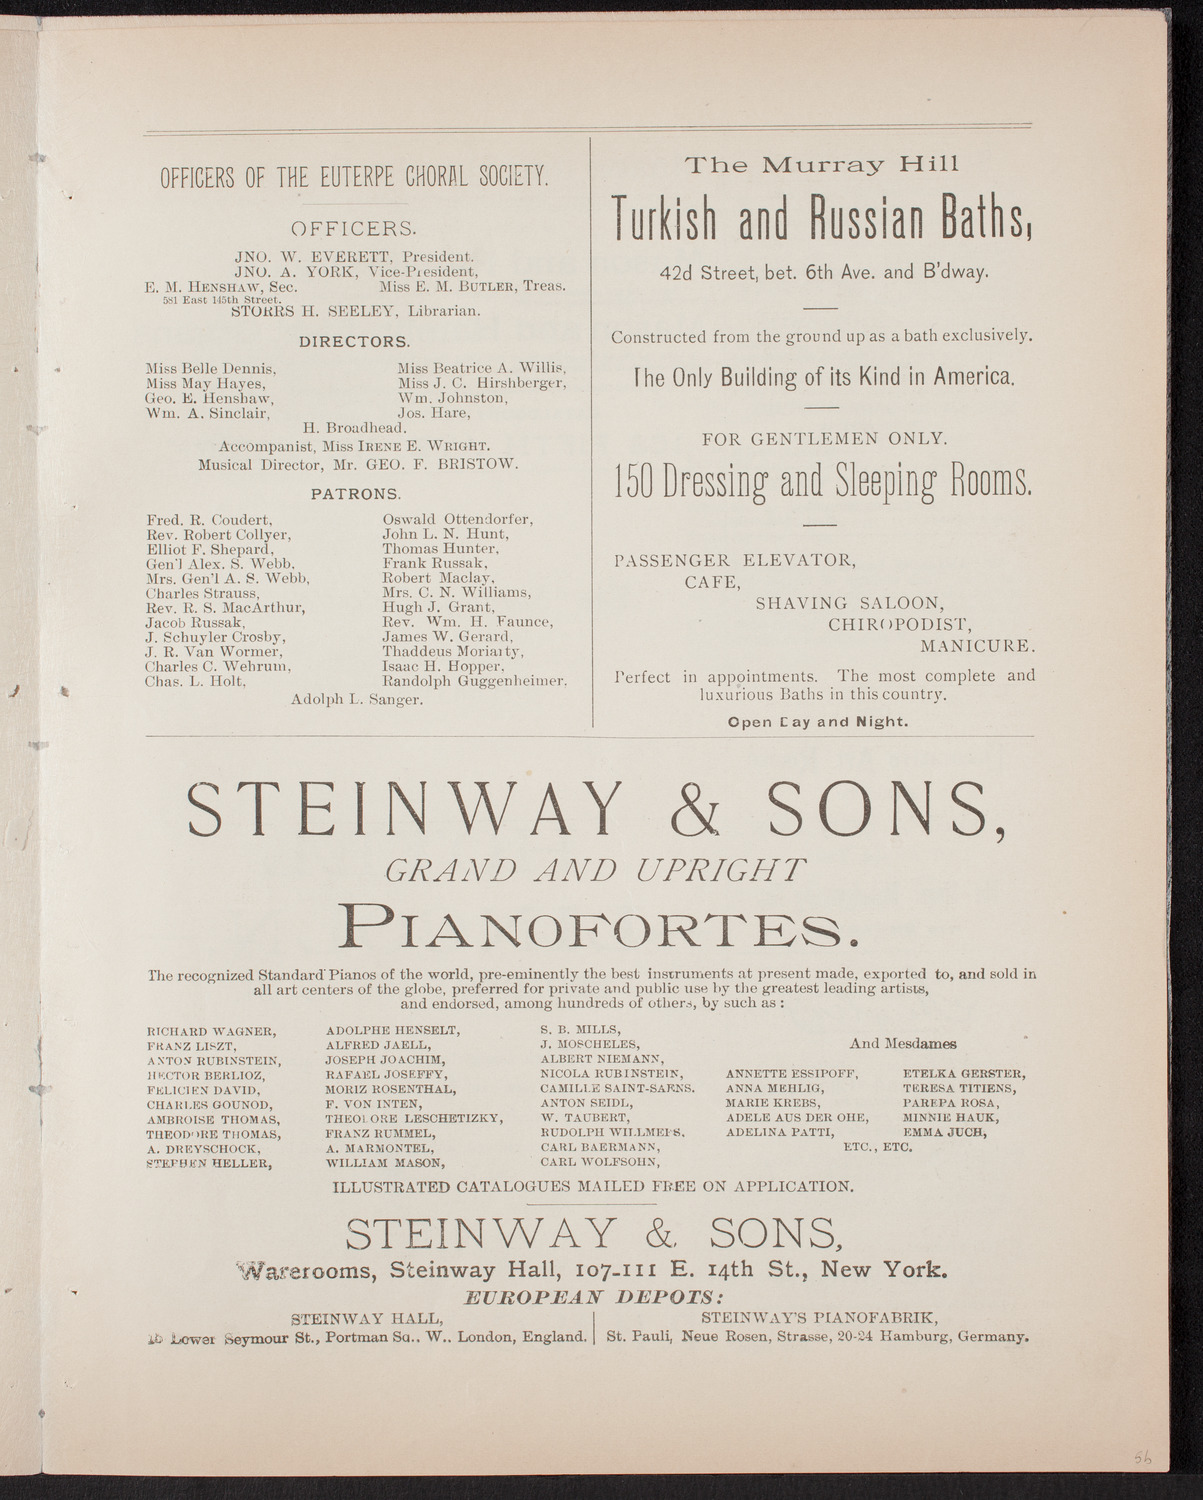 OFFICERS OF THE EUTERPE CHORAL SOCIETY.
OFFICERS.
JNO. W. EVERETT, President.
JNO. A. YORK, Vice-President,
E. M. HENSHAW, Sec. Miss E. M. BUTLER, Treas.
581 East 145th Street.
STORRS H. SEELEY, Librarian.
DIRECTORS.
Miss Belle Dennis, Miss Beatrice A. Willis,
Miss May Hayes, Miss J. C. Hirshberger,
Geo. E. Henshaw, Wm. Johnston,
Wm. A. Sinclair, Jos. Hare,
H. Broadhead.
Accompanist, Miss IRENE E. WRIGHT.
Musical Director, Mr. GEO. F. BRISTOW.
PATRONS.
Fred. R. Coudert, Oswald Ottendorfer,
Rev. Robert Collyer, John L. N. Hunt,
Elliot F. Shepard, Thomas Hunter,
Gen'l Alex. S. Webb, Frank Russak,
Mrs. Gen'l A. S. Webb, Robert Maclay,
Charles Strauss, Mrs. C. N. Williams,
Rev. R. S. MacArthur, Hugh J. Grant,
Jacob Russak, Rev. Wm. H. Faunce,
J. Schuyler Crosby, James W. Gerard,
J. R. Van Wormer, Thaddeus Moriarty,
Charles C. Wehrum, Isaac H. Hopper,
Chas. L. Holt, Randolph Guggenheimer.
Adolph L. Sanger.
The Murray Hill
Turkish and Russian Baths,
42d Street, bet. 6th Ave. and B'dway.
Constructed from the ground up as a bath exclusively.
The Only Building of its Kind in America.
FOR GENTLEMEN ONLY.
150 Dressing and Sleeping Rooms.
PASSENGER ELEVATOR,
CAFE,
SHAVING SALOON,
CHIROPODIST,
MANICURE.
Perfect in appointments. The most complete and
luxurious Baths in this country.
Open Day and Night.
STEINWAY & SONS,
GRAND AND UPRIGHT
PIANOFORTES.
The recognized Standard Pianos of the world, pre-eminently the best instruments at present made, exported to, and sold in
all art centers of the globe, preferred for private and public use by the greatest leading artists,
and endorsed, among hundreds of others, by such as :
RICHARD WAGNER, ADOLPHE HENSELT, S. B. MILLS,
FRANZ LISZT, ALFRED JAELL, J. MOSCHELES, And Mesdames
ANTON RUBINSTEIN, JOSEPH JOACHIM, ALBERT NIEMANN,
HECTOR BERLIOZ, RAFAEL JOSEFFY, NICOLA RUBINSTEIN, ANNETTE ESSIPOFF, ETELKA GERSTER,
FELICIEN DAVID, MORIZ ROSENTHAL, CAMILLE SAINT-SAENS. ANNA MEHLIG, TERESA TITIENS,
CHARLES GOUNOD, F. VON INTEN, ANTON SEIDL, MARIE KREBS, PAREPA ROSA,
AMBROISE THOMAS, THEODORE LESCHETIZKY, W. TAUBERT, ADELE AUS DER OHE, MINNIE HAUK,
THEODORE THOMAS, FRANZ RUMMEL, RUDOLPH WILLMERS, ADELINA PATTI, EMMA JUCH,
A. DREYSCHOCK, A. MARMONTEL, CARL BAERMANN, ETC., ETC.
STEPHEN HELLER, WILLIAM MASON, CARL WOLFSOHN,
ILLUSTRATED CATALOGUES MAILED FREE ON APPLICATION.
STEINWAY & SONS,
Warerooms, Steinway Hall, 107-111 E. 14th St., New York.
EUROPEAN DEPOTS:
STEINWAY HALL, STEINWAY'S PIANOFABRIK,
Lower Seymour St., Portman Sq., W., London, England. St. Pauli, Neue Rosen, Strasse, 20-24 Hamburg, Germany.